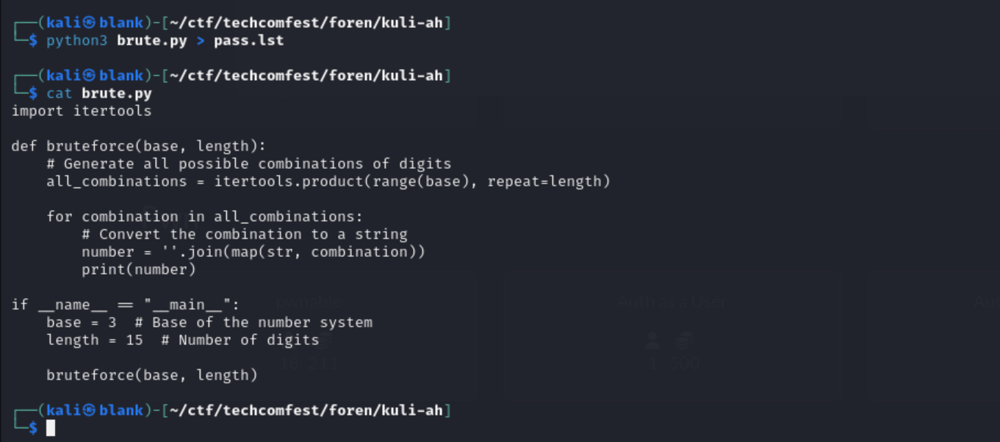 ┌──(kali㉿blank)-[~/ctf/techcomfest/foren/kuli-ah]
└─$ python3 brute.py > pass.lst
┌──(kali㉿blank)-[~/ctf/techcomfest/foren/kuli-ah]
└─$ cat brute.py
import itertools
def bruteforce(base, length):
    # Generate all possible combinations of digits
    all_combinations = itertools.product(range(base), repeat=length)
    for combination in all_combinations:
        # Convert the combination to a string
        number = ''.join(map(str, combination))
        print(number)
if __name__ == "__main__":
    base = 3  # Base of the number system
    length = 15  # Number of digits
    bruteforce(base, length)
┌──(kali㉿blank)-[~/ctf/techcomfest/foren/kuli-ah]
└─$
pwnable
Auth as a User
18 211
1 500